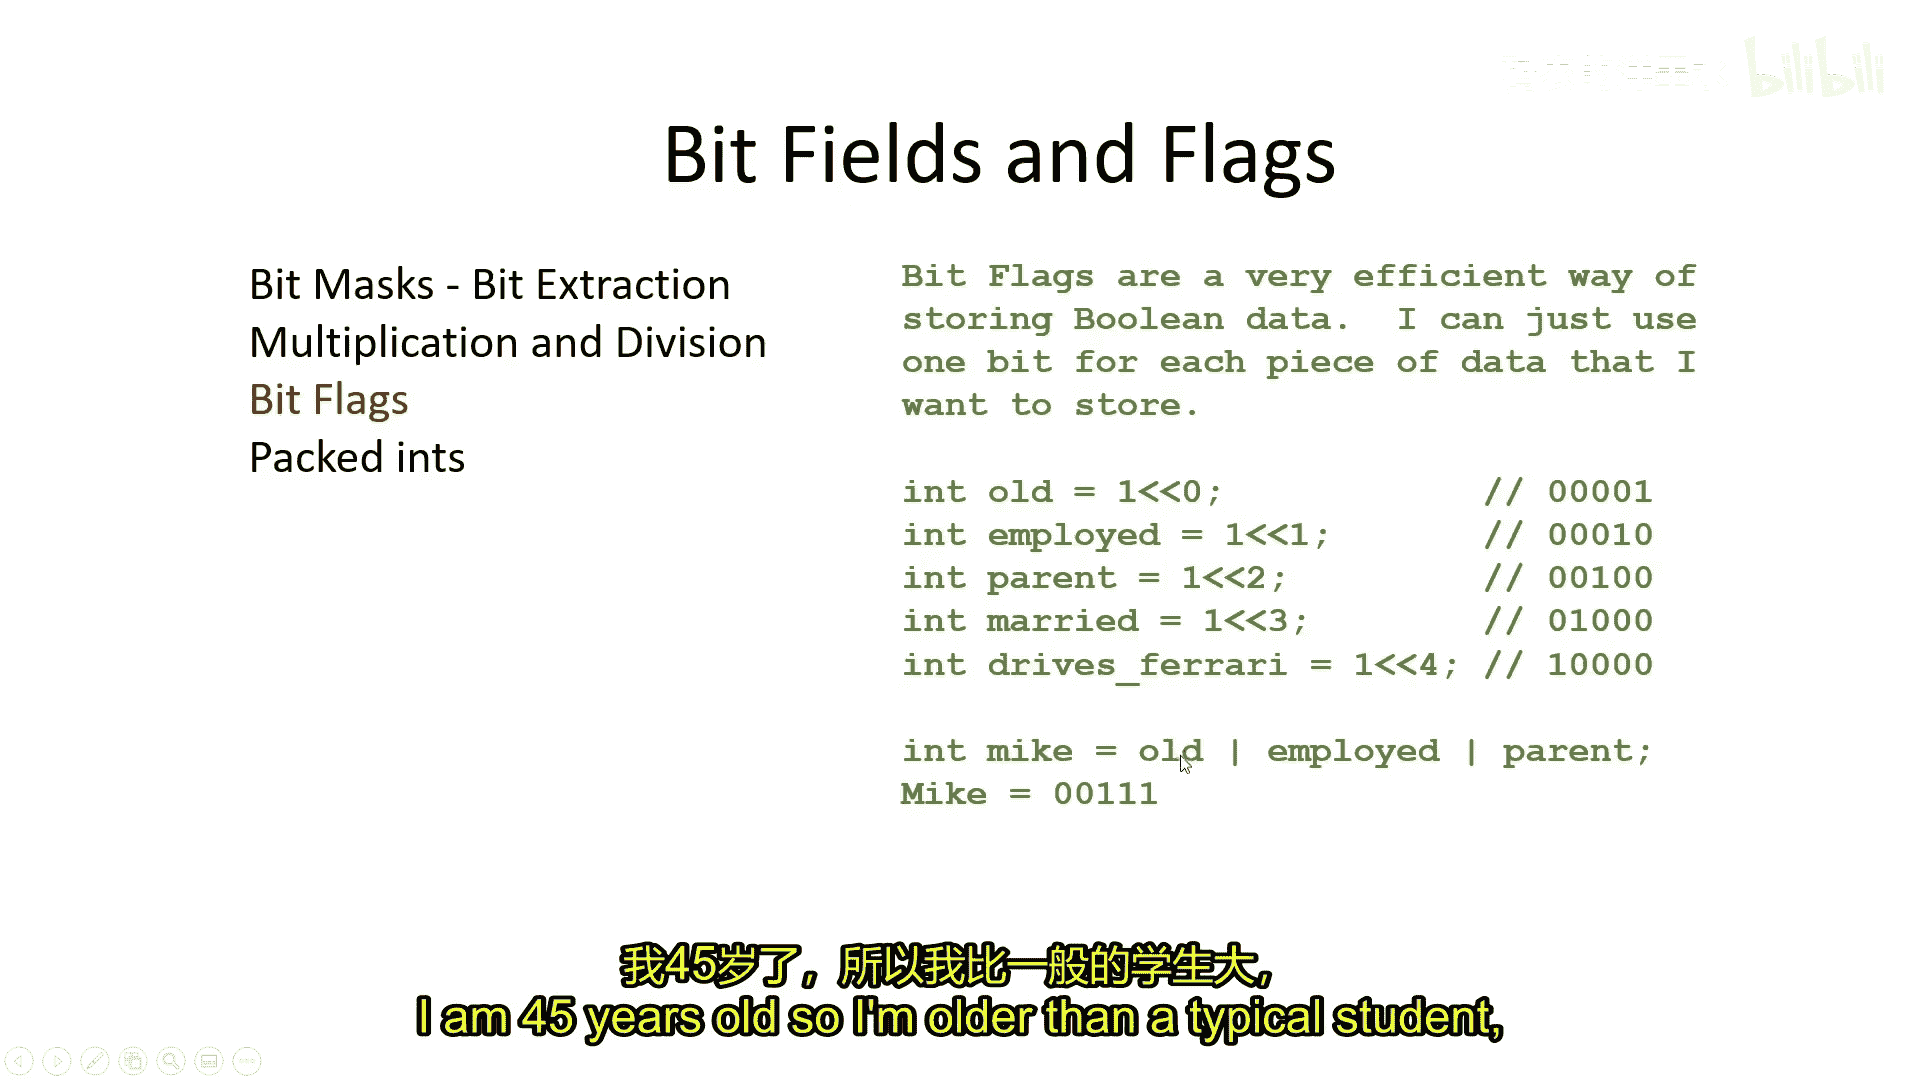 bilibili
Bit Fields and Flags
Bit Masks - Bit Extraction
Multiplication and Division
Bit Flags
Packed ints
Bit Flags are a very efficient way of
storing Boolean data.  I can just use
one bit for each piece of data that I
want to store.
int old = 1<<0;            // 00001
int employed = 1<<1;       // 00010
int parent = 1<<2;         // 00100
int married = 1<<3;        // 01000
int drives_ferrari = 1<<4; // 10000
int mike = old | employed | parent;
Mike = 00111
我45岁了，所以我比一般的学生大，
I am 45 years old so I'm older than a typical student,